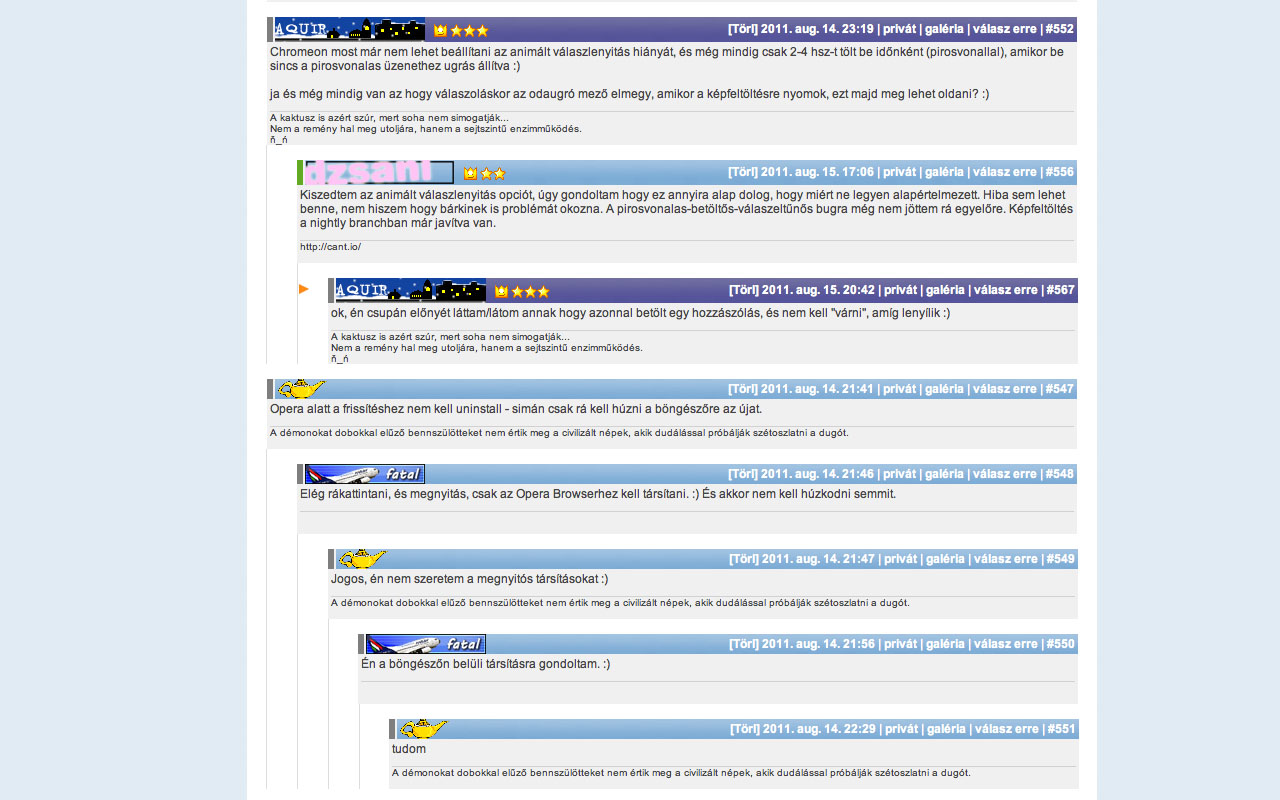 AQUIR [Törl] 2011. aug. 14. 23:19 | privát | galéria | válasz erre | #552
Chromeon most már nem lehet beállítani az animált válaszlenyitás hiányát, és még mindig csak 2-4 hsz-t tölt be időnként (pirosvonallal), amikor be
sincs a pirosvonalas üzenethez ugrás állítva :)
ja és még mindig van az hogy válaszoláskor az odaugró mező elmegy, amikor a képfeltöltésre nyomok, ezt majd meg lehet oldani? :)
A kaktusz is azért szúr, mert soha nem simogatják...
Nem a remény hal meg utoljára, hanem a sejtszintű enzimműködés.
ñ_ń
dzsani [Törl] 2011. aug. 15. 17:06 | privát | galéria | válasz erre | #556
Kiszedtem az animált válaszlenyitás opciót, úgy gondoltam hogy ez annyira alap dolog, hogy miért ne legyen alapértelmezett. Hiba sem lehet
benne, nem hiszem hogy bárkinek is problémát okozna. A pirosvonalas-betöltős-válaszeltűnős bugra még nem jöttem rá egyelőre. Képfeltöltés
a nightly branchban már javítva van.
http://cant.io/
AQUIR [Törl] 2011. aug. 15. 20:42 | privát | galéria | válasz erre | #567
ok, én csupán előnyét láttam/látom annak hogy azonnal betölt egy hozzászólás, és nem kell "várni", amíg lenyílik :)
A kaktusz is azért szúr, mert soha nem simogatják...
Nem a remény hal meg utoljára, hanem a sejtszintű enzimműködés.
ñ_ń
[Törl] 2011. aug. 14. 21:41 | privát | galéria | válasz erre | #547
Opera alatt a frissítéshez nem kell uninstall - simán csak rá kell húzni a böngészőre az újat.
A démonokat dobokkal elűző bennszülötteket nem értik meg a civilizált népek, akik dudálással próbálják szétoszlatni a dugót.
fatal [Törl] 2011. aug. 14. 21:46 | privát | galéria | válasz erre | #548
Elég rákattintani, és megnyitás, csak az Opera Browserhez kell társítani. :) És akkor nem kell húzkodni semmit.
[Törl] 2011. aug. 14. 21:47 | privát | galéria | válasz erre | #549
Jogos, én nem szeretem a megnyitós társításokat :)
A démonokat dobokkal elűző bennszülötteket nem értik meg a civilizált népek, akik dudálással próbálják szétoszlatni a dugót.
fatal [Törl] 2011. aug. 14. 21:56 | privát | galéria | válasz erre | #550
Én a böngészőn belüli társításra gondoltam. :)
[Törl] 2011. aug. 14. 22:29 | privát | galéria | válasz erre | #551
tudom
A démonokat dobokkal elűző bennszülötteket nem értik meg a civilizált népek, akik dudálással próbálják szétoszlatni a dugót.